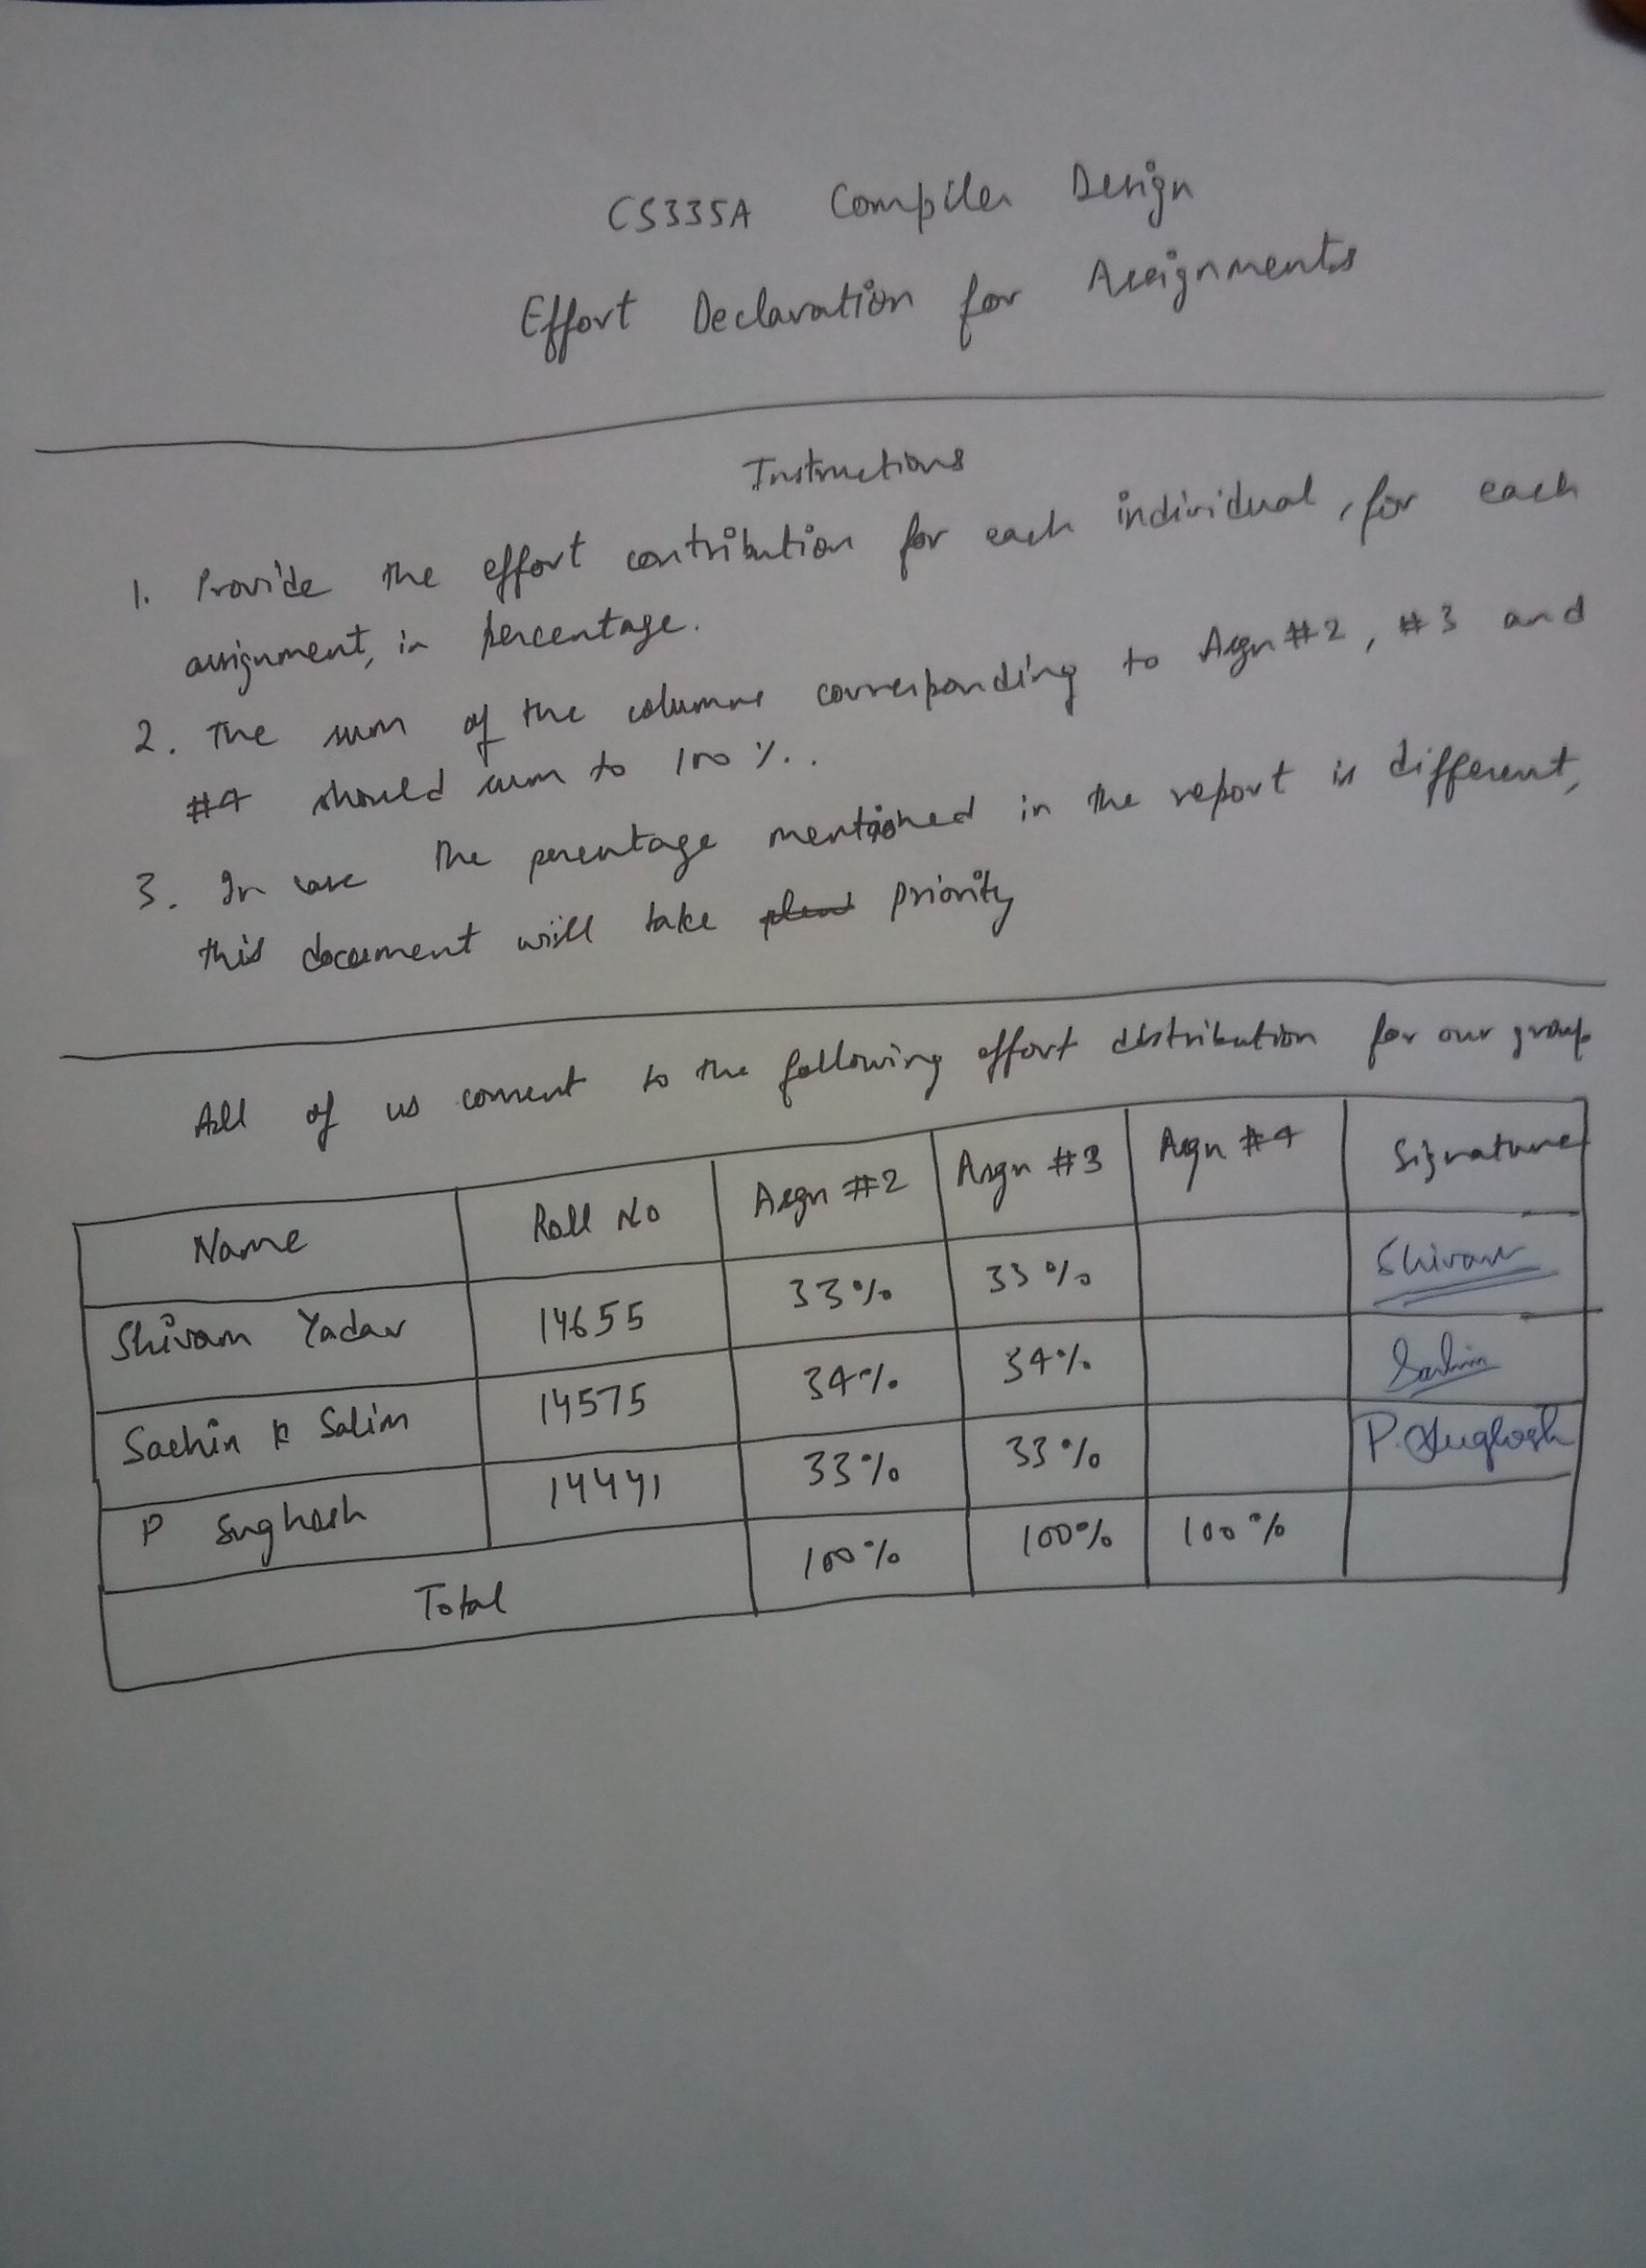 CS335A Compiler Design
Effort Declaration for Assignments
Instructions
1. Provide the effort contribution for each individual, for each
assignment, in percentage.
2. The sum of the columns corresponding to Asgn #2, #3 and
#4 should sum to 100%.
3. In case the percentage mentioned in the report is different,
this document will take priority
All of us consent to the following effort distribution for our group
Name Roll No Asgn #2 Asgn #3 Asgn #4 Signature
Shivam Yadav 14655 33% 33% Shivam
Sachin K Salim 14575 34% 34% Sachin
P Sughosh 14441 33% 33% P. Sughosh
Total 100% 100% 100%